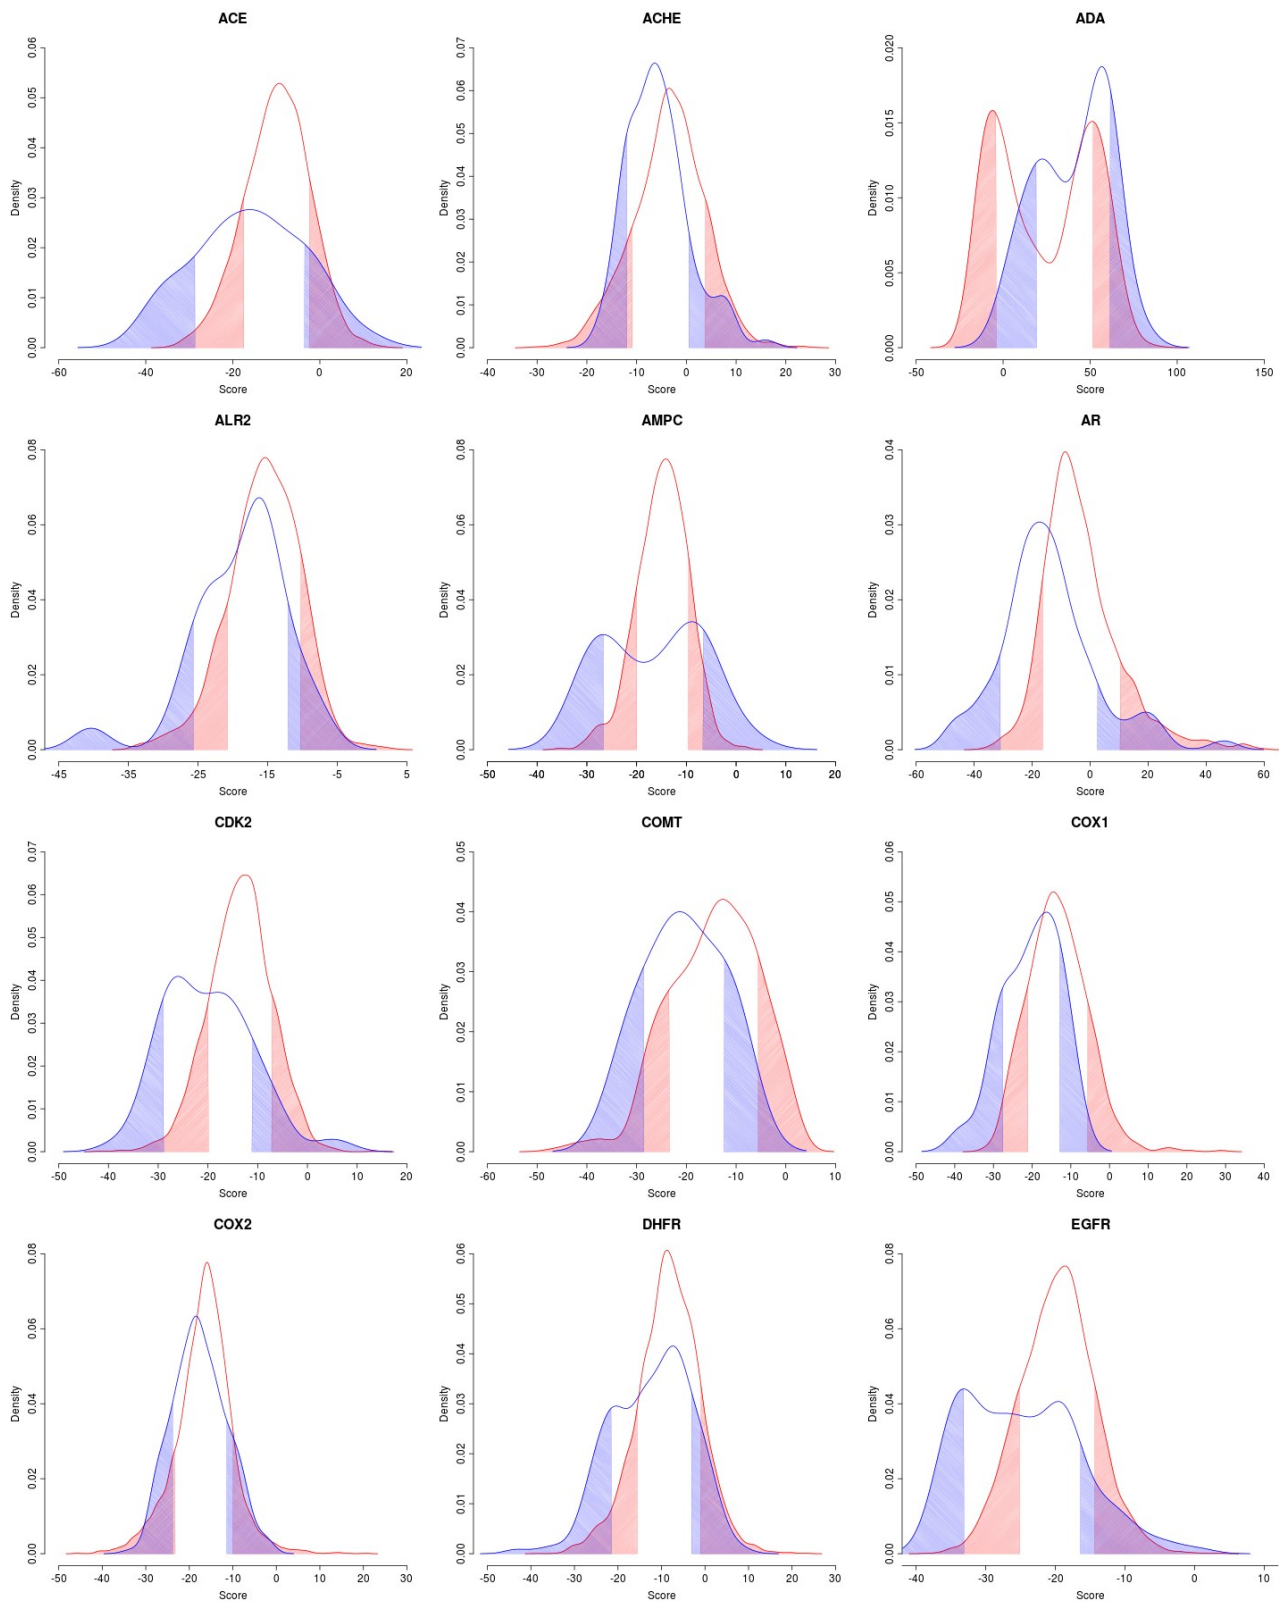 ACE
Density
0.00 0.01 0.02 0.03 0.04 0.05 0.06
-60 -40 -20 0 20
Score
ACHE
Density
0.00 0.01 0.02 0.03 0.04 0.05 0.06 0.07
-40 -30 -20 -10 0 10 20 30
Score
ADA
Density
0.000 0.005 0.010 0.015 0.020
-50 0 50 100 150
Score
ALR2
Density
0.00 0.02 0.04 0.06 0.08
-45 -35 -25 -15 -5 5
Score
AMPC
Density
0.00 0.02 0.04 0.06 0.08
-50 -40 -30 -20 -10 0 10 20
Score
AR
Density
0.00 0.01 0.02 0.03 0.04
-60 -40 -20 0 20 40 60
Score
CDK2
Density
0.00 0.01 0.02 0.03 0.04 0.05 0.06 0.07
-50 -40 -30 -20 -10 0 10 20
Score
COMT
Density
0.00 0.01 0.02 0.03 0.04 0.05
-60 -50 -40 -30 -20 -10 0 10
Score
COX1
Density
0.00 0.01 0.02 0.03 0.04 0.05 0.06
-50 -40 -30 -20 -10 0 10 20 30 40
Score
COX2
Density
0.00 0.02 0.04 0.06 0.08
-50 -40 -30 -20 -10 0 10 20 30
Score
DHFR
Density
0.00 0.01 0.02 0.03 0.04 0.05 0.06
-50 -40 -30 -20 -10 0 10 20 30
Score
EGFR
Density
0.00 0.02 0.04 0.06 0.08
-40 -30 -20 -10 0 10
Score